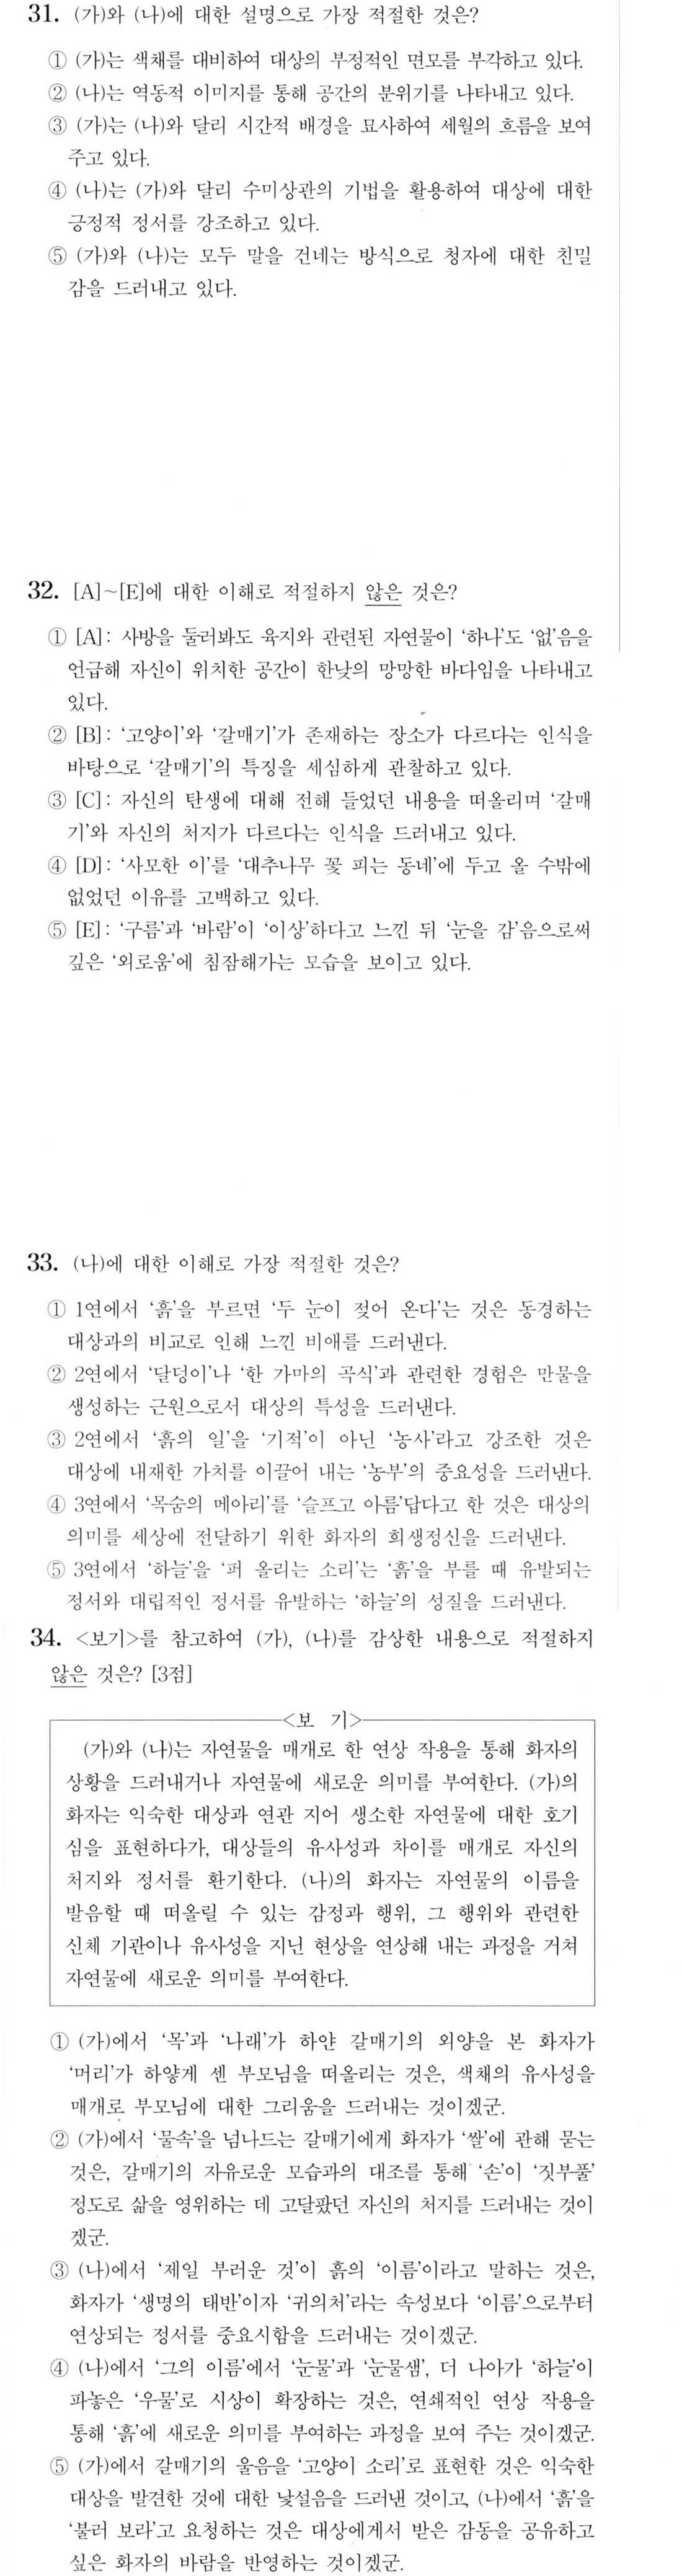 31. (가)와 (나)에 대한 설명으로 가장 적절한 것은?
① (가)는 색채를 대비하여 대상의 부정적인 면모를 부각하고 있다.
② (나)는 역동적 이미지를 통해 공간의 분위기를 나타내고 있다.
③ (가)는 (나)와 달리 시간적 배경을 묘사하여 세월의 흐름을 보여
주고 있다.
④ (나)는 (가)와 달리 수미상관의 기법을 활용하여 대상에 대한
긍정적 정서를 강조하고 있다.
⑤ (가)와 (나)는 모두 말을 건네는 방식으로 청자에 대한 친밀
감을 드러내고 있다.
32. [A]~[E]에 대한 이해로 적절하지 않은 것은?
① [A]: 사방을 둘러봐도 육지와 관련된 자연물이 ‘하나’도 ‘없’음을
언급해 자신이 위치한 공간이 한낮의 망망한 바다임을 나타내고
있다.
② [B]: ‘고양이’와 ‘갈매기’가 존재하는 장소가 다르다는 인식을
바탕으로 ‘갈매기’의 특징을 세심하게 관찰하고 있다.
③ [C]: 자신의 탄생에 대해 전해 들었던 내용을 떠올리며 ‘갈매
기’와 자신의 처지가 다르다는 인식을 드러내고 있다.
④ [D]: ‘사모한 이’를 ‘대추나무 꽃 피는 동네’에 두고 올 수밖에
없었던 이유를 고백하고 있다.
⑤ [E]: ‘구름’과 ‘바람’이 ‘이상’하다고 느낀 뒤 ‘눈을 감’음으로써
깊은 ‘외로움’에 침잠해가는 모습을 보이고 있다.
33. (나)에 대한 이해로 가장 적절한 것은?
① 1연에서 ‘흙’을 부르면 ‘두 눈이 젖어 온다’는 것은 동경하는
대상과의 비교로 인해 느낀 비애를 드러낸다.
② 2연에서 ‘달덩이’나 ‘한 가마의 곡식’과 관련한 경험은 만물을
생성하는 근원으로서 대상의 특성을 드러낸다.
③ 2연에서 ‘흙의 일’을 ‘기적’이 아닌 ‘농사’라고 강조한 것은
대상에 내재한 가치를 이끌어 내는 ‘농부’의 중요성을 드러낸다.
④ 3연에서 ‘목숨의 메아리’를 ‘슬프고 아름’답다고 한 것은 대상의
의미를 세상에 전달하기 위한 화자의 희생정신을 드러낸다.
⑤ 3연에서 ‘하늘’을 ‘퍼 올리는 소리’는 ‘흙’을 부를 때 유발되는
정서와 대립적인 정서를 유발하는 ‘하늘’의 성질을 드러낸다.
34. <보기>를 참고하여 (가), (나)를 감상한 내용으로 적절하지
않은 것은? [3점]
<보 기>
(가)와 (나)는 자연물을 매개로 한 연상 작용을 통해 화자의
상황을 드러내거나 자연물에 새로운 의미를 부여한다. (가)의
화자는 익숙한 대상과 연관 지어 생소한 자연물에 대한 호기
심을 표현하다가, 대상들의 유사성과 차이를 매개로 자신의
처지와 정서를 환기한다. (나)의 화자는 자연물의 이름을
발음할 때 떠올릴 수 있는 감정과 행위, 그 행위와 관련한
신체 기관이나 유사성을 지닌 현상을 연상해 내는 과정을 거쳐
자연물에 새로운 의미를 부여한다.
① (가)에서 ‘목’과 ‘나래’가 하얀 갈매기의 외양을 본 화자가
‘머리’가 하얗게 센 부모님을 떠올리는 것은, 색채의 유사성을
매개로 부모님에 대한 그리움을 드러내는 것이겠군.
② (가)에서 ‘물속’을 넘나드는 갈매기에게 화자가 ‘쌀’에 관해 묻는
것은, 갈매기의 자유로운 모습과의 대조를 통해 ‘손’이 ‘짓부풀’
정도로 삶을 영위하는 데 고달팠던 자신의 처지를 드러내는 것이
겠군.
③ (나)에서 ‘제일 부러운 것’이 흙의 ‘이름’이라고 말하는 것은,
화자가 ‘생명의 태반’이자 ‘귀의처’라는 속성보다 ‘이름’으로부터
연상되는 정서를 중요시함을 드러내는 것이겠군.
④ (나)에서 ‘그의 이름’에서 ‘눈물’과 ‘눈물샘’, 더 나아가 ‘하늘’이
파놓은 ‘우물’로 시상이 확장하는 것은, 연쇄적인 연상 작용을
통해 ‘흙’에 새로운 의미를 부여하는 과정을 보여 주는 것이겠군.
⑤ (가)에서 갈매기의 울음을 ‘고양이 소리’로 표현한 것은 익숙한
대상을 발견한 것에 대한 낯설음을 드러낸 것이고, (나)에서 ‘흙’을
‘불러 보라’고 요청하는 것은 대상에게서 받은 감동을 공유하고
싶은 화자의 바람을 반영하는 것이겠군.